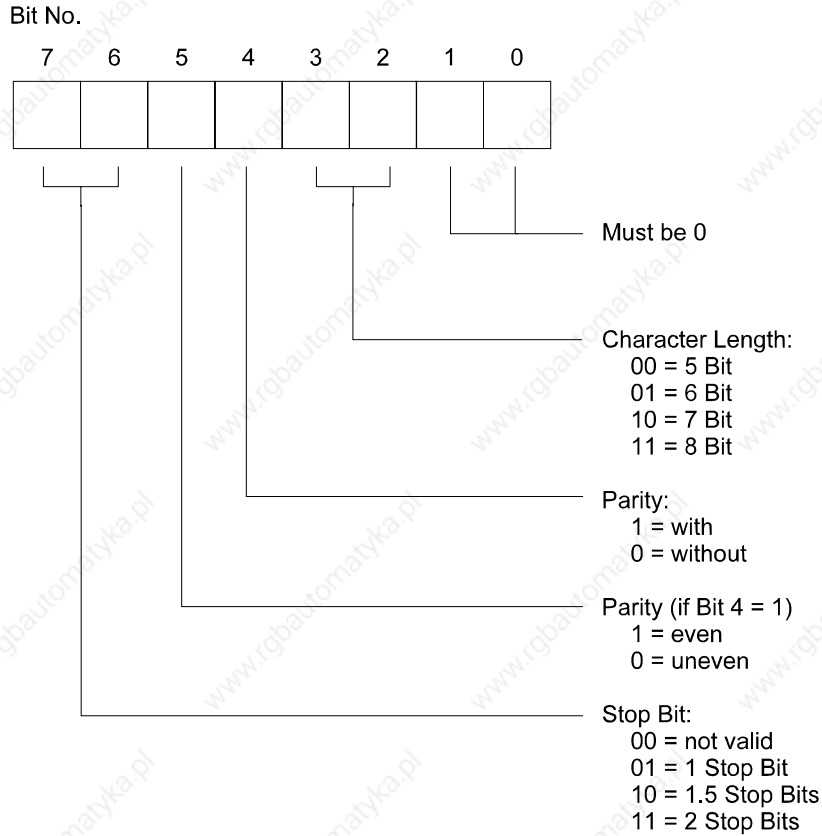 Bit No.
7 6 5 4 3 2 1 0
Must be 0
Character Length:
00 = 5 Bit
01 = 6 Bit
10 = 7 Bit
11 = 8 Bit
Parity:
1 = with
0 = without
Parity (if Bit 4 = 1)
1 = even
0 = uneven
Stop Bit:
00 = not valid
01 = 1 Stop Bit
10 = 1.5 Stop Bits
11 = 2 Stop Bits
www.rgbautomatyka.pl